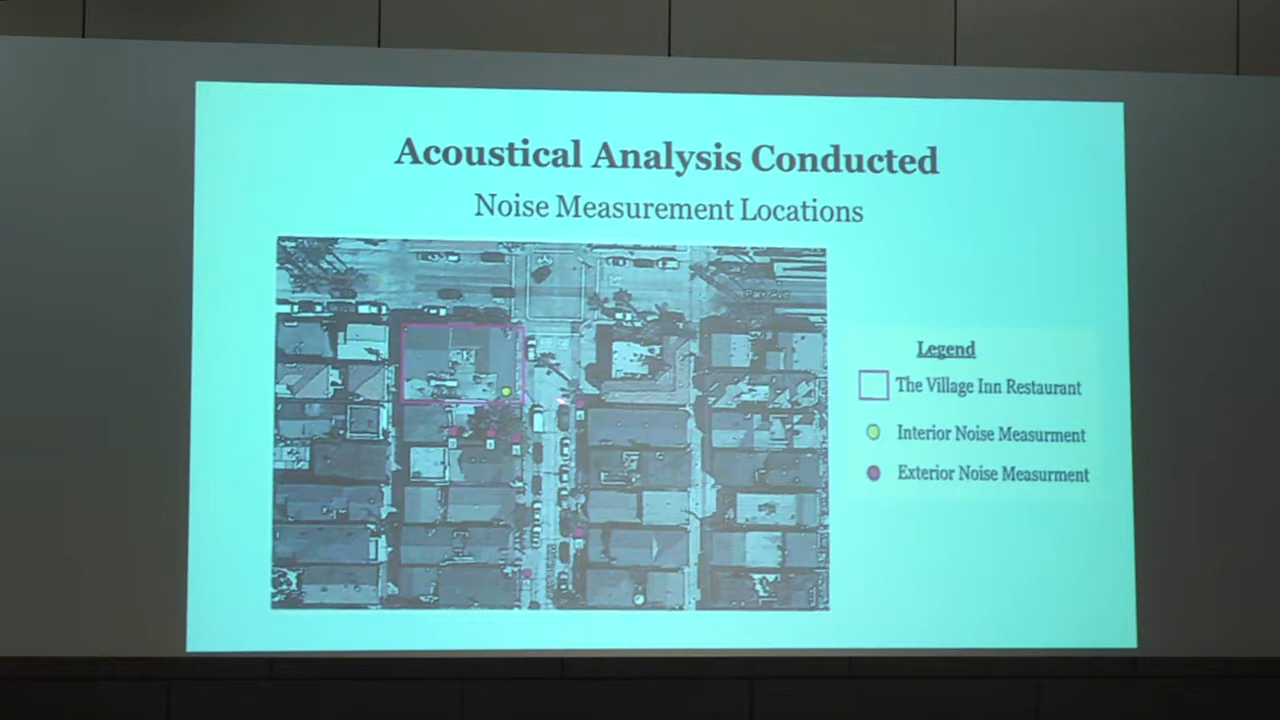 Acoustical Analysis Conducted
Noise Measurement Locations
Legend
The Village Inn Restaurant
Interior Noise Measurment
Exterior Noise Measurment